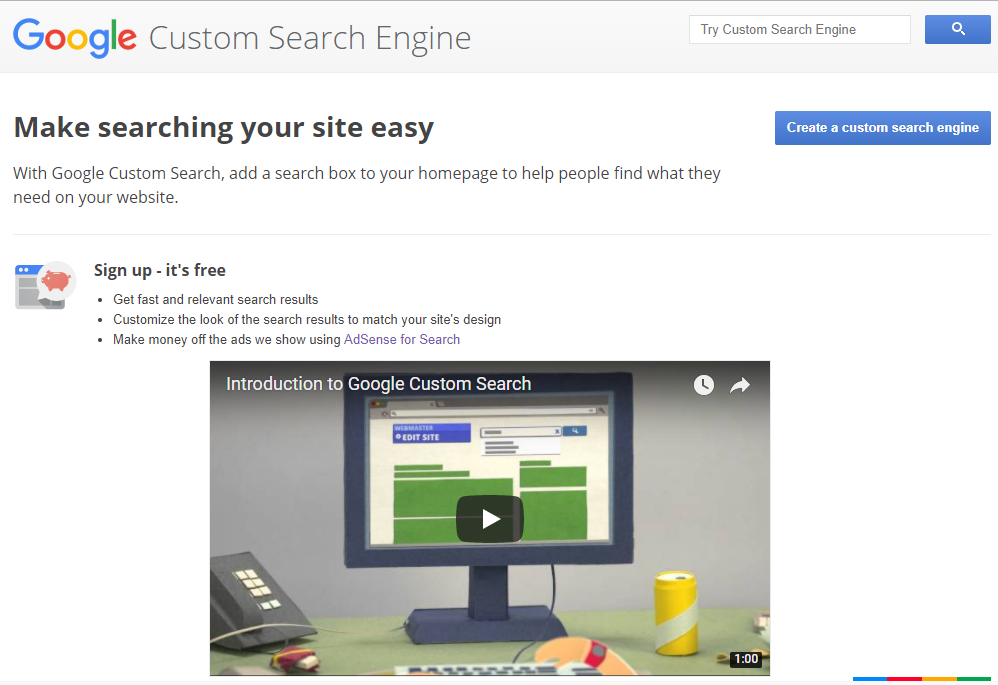 Google Custom Search Engine
Try Custom Search Engine
Make searching your site easy
Create a custom search engine
With Google Custom Search, add a search box to your homepage to help people find what they
need on your website.
Sign up - it's free
Get fast and relevant search results
Customize the look of the search results to match your site's design
Make money off the ads we show using AdSense for Search
Introduction to Google Custom Search
WEBMASTER
EDIT SITE
1:00